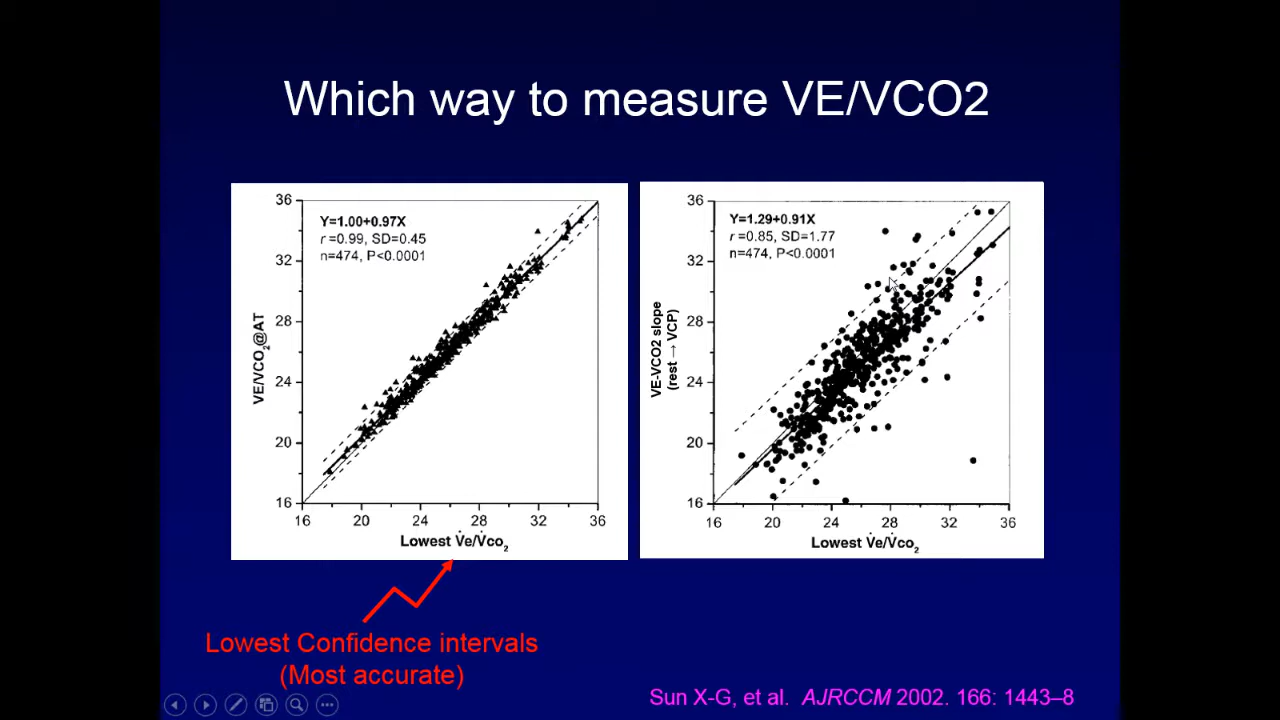 Which way to measure VE/VCO2
36
32
28
24
20
16
VE/VCO2@AT
Y=1.00+0.97X
r=0.99, SD=0.45
n=474, P<0.0001
16 20 24 28 32 36
Lowest V̇e/V̇co2
36
32
28
24
20
16
VE-VCO2 slope
(rest → VCP)
Y=1.29+0.91X
r=0.85, SD=1.77
n=474, P<0.0001
16 20 24 28 32 36
Lowest V̇e/V̇co2
Lowest Confidence intervals
(Most accurate)
Sun X-G, et al. AJRCCM 2002. 166: 1443–8